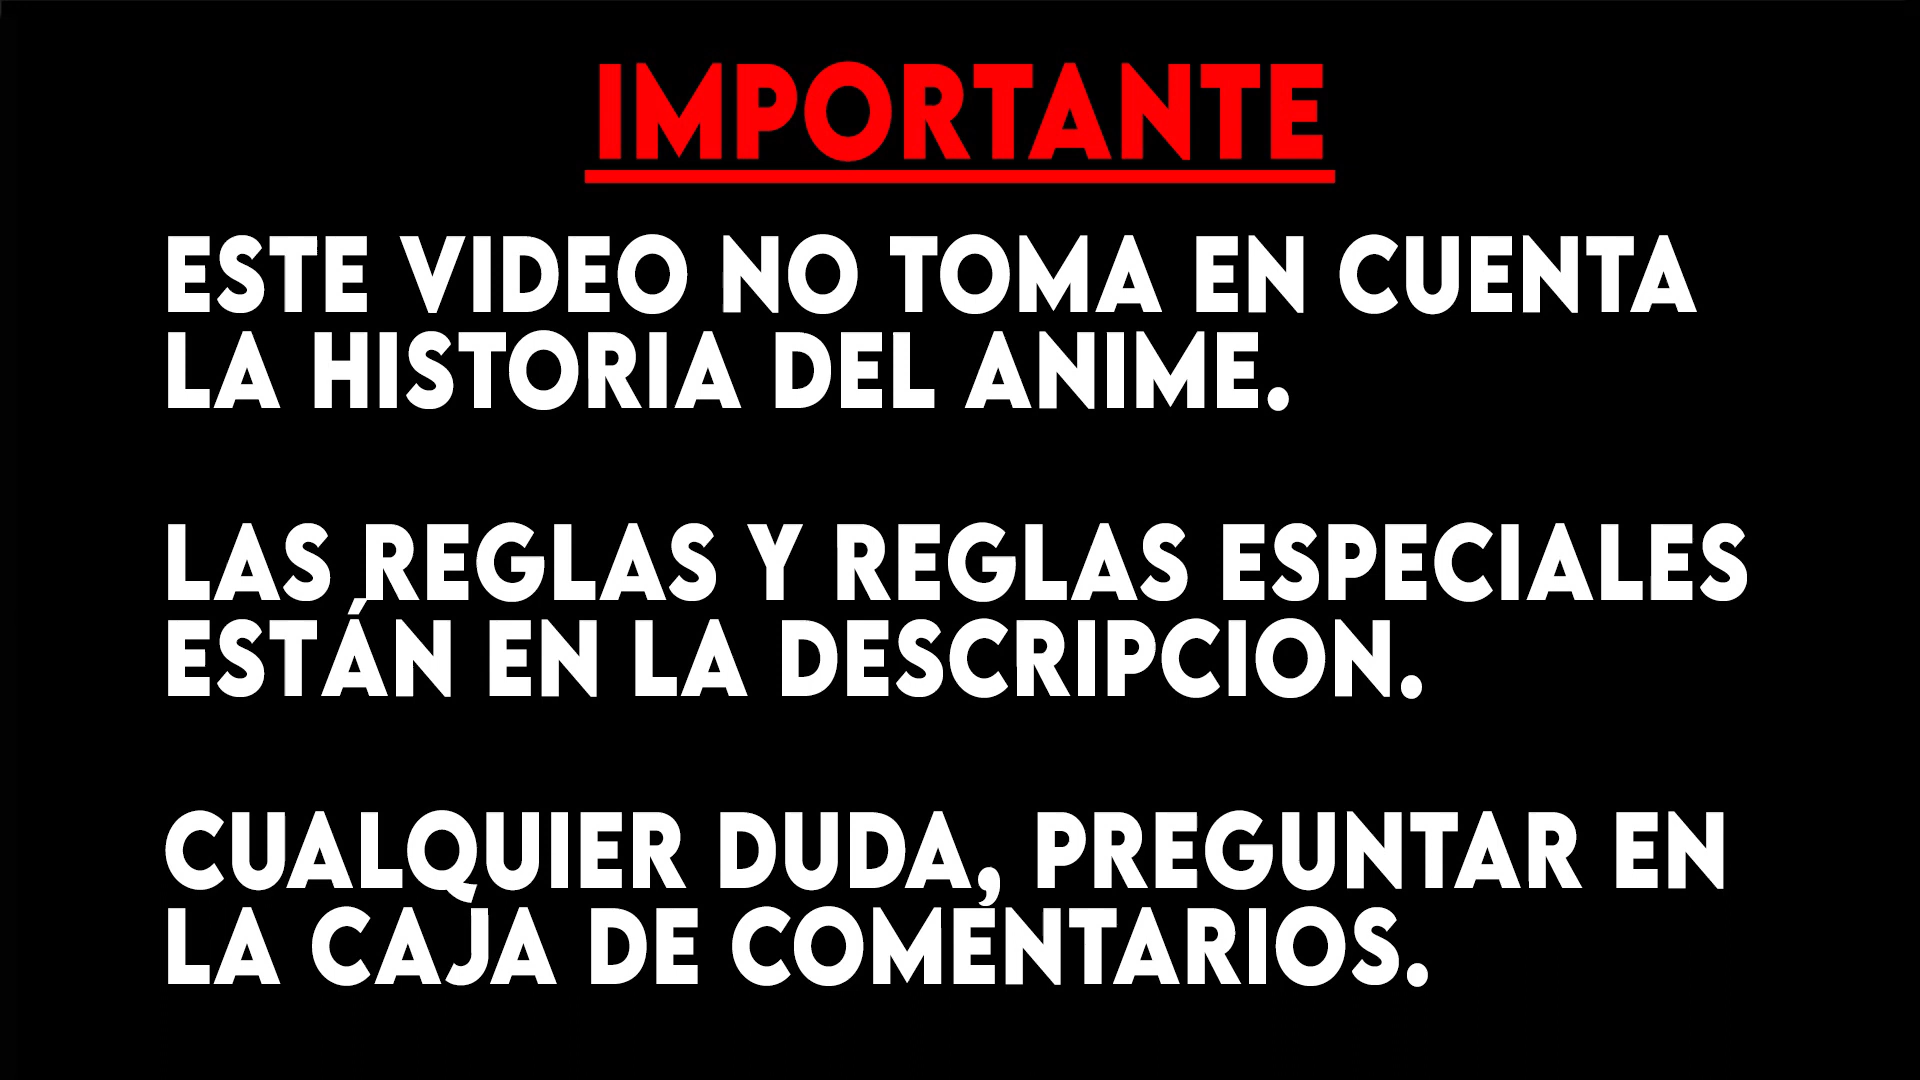 IMPORTANTE
ESTE VIDEO NO TOMA EN CUENTA
LA HISTORIA DEL ANIME.
LAS REGLAS Y REGLAS ESPECIALES
ESTÁN EN LA DESCRIPCION.
CUALQUIER DUDA, PREGUNTAR EN
LA CAJA DE COMENTARIOS.